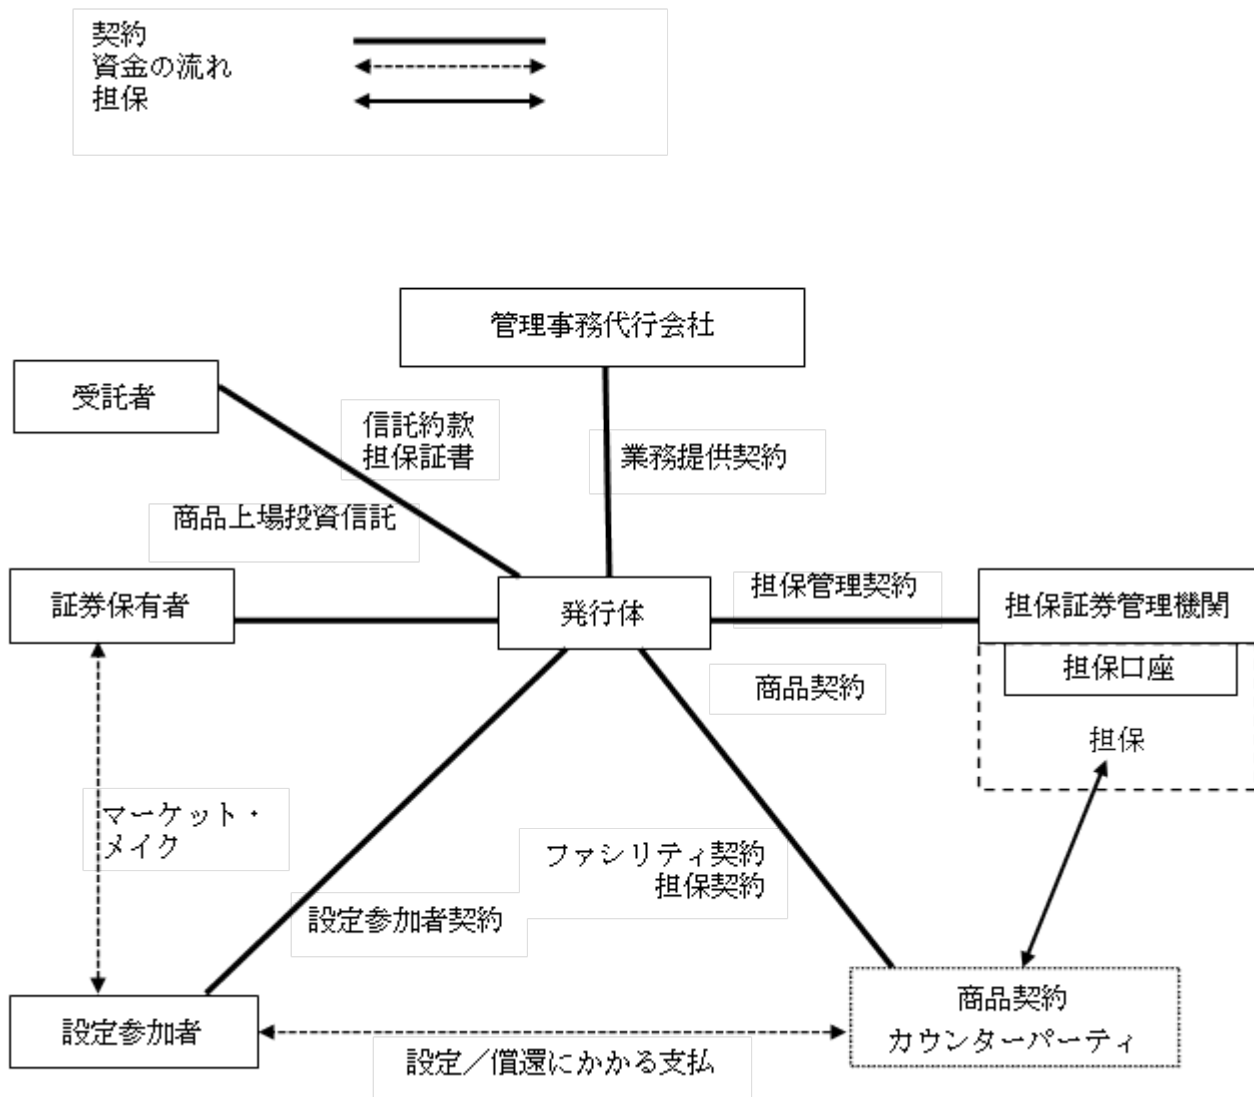 契約
資金の流れ
担保
管理事務代行会社
受託者
信託約款
担保証書
業務提供契約
商品上場投資信託
証券保有者
発行体
担保管理契約
担保証券管理機関
担保口座
商品契約
担保
マーケット・
メイク
ファシリティ契約
担保契約
設定参加者契約
設定参加者
商品契約
カウンターパーティ
設定／償還にかかる支払